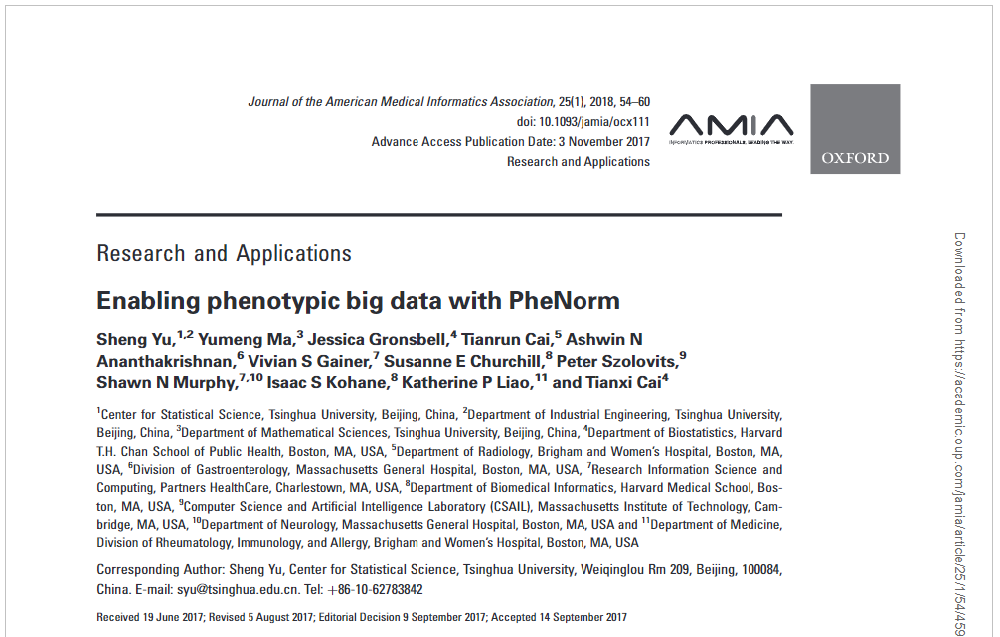 Journal of the American Medical Informatics Association, 25(1), 2018, 54–60
doi: 10.1093/jamia/ocx111
Advance Access Publication Date: 3 November 2017
Research and Applications
AMIA
INFORMATICS PROFESSIONALS. LEADING THE WAY.
OXFORD
Research and Applications
Enabling phenotypic big data with PheNorm
Sheng Yu,1,2 Yumeng Ma,3 Jessica Gronsbell,4 Tianrun Cai,5 Ashwin N
Ananthakrishnan,6 Vivian S Gainer,7 Susanne E Churchill,8 Peter Szolovits,9
Shawn N Murphy,7,10 Isaac S Kohane,8 Katherine P Liao,11 and Tianxi Cai4
1Center for Statistical Science, Tsinghua University, Beijing, China, 2Department of Industrial Engineering, Tsinghua University,
Beijing, China, 3Department of Mathematical Sciences, Tsinghua University, Beijing, China, 4Department of Biostatistics, Harvard
T.H. Chan School of Public Health, Boston, MA, USA, 5Department of Radiology, Brigham and Women's Hospital, Boston, MA,
USA, 6Division of Gastroenterology, Massachusetts General Hospital, Boston, MA, USA, 7Research Information Science and
Computing, Partners HealthCare, Charlestown, MA, USA, 8Department of Biomedical Informatics, Harvard Medical School, Bos-
ton, MA, USA, 9Computer Science and Artificial Intelligence Laboratory (CSAIL), Massachusetts Institute of Technology, Cam-
bridge, MA, USA, 10Department of Neurology, Massachusetts General Hospital, Boston, MA, USA and 11Department of Medicine,
Division of Rheumatology, Immunology, and Allergy, Brigham and Women's Hospital, Boston, MA, USA
Corresponding Author: Sheng Yu, Center for Statistical Science, Tsinghua University, Weiqinglou Rm 209, Beijing, 100084,
China. E-mail: syu@tsinghua.edu.cn. Tel: +86-10-62783842
Received 19 June 2017; Revised 5 August 2017; Editorial Decision 9 September 2017; Accepted 14 September 2017
Downloaded from https://academic.oup.com/jamia/article/25/1/54/459